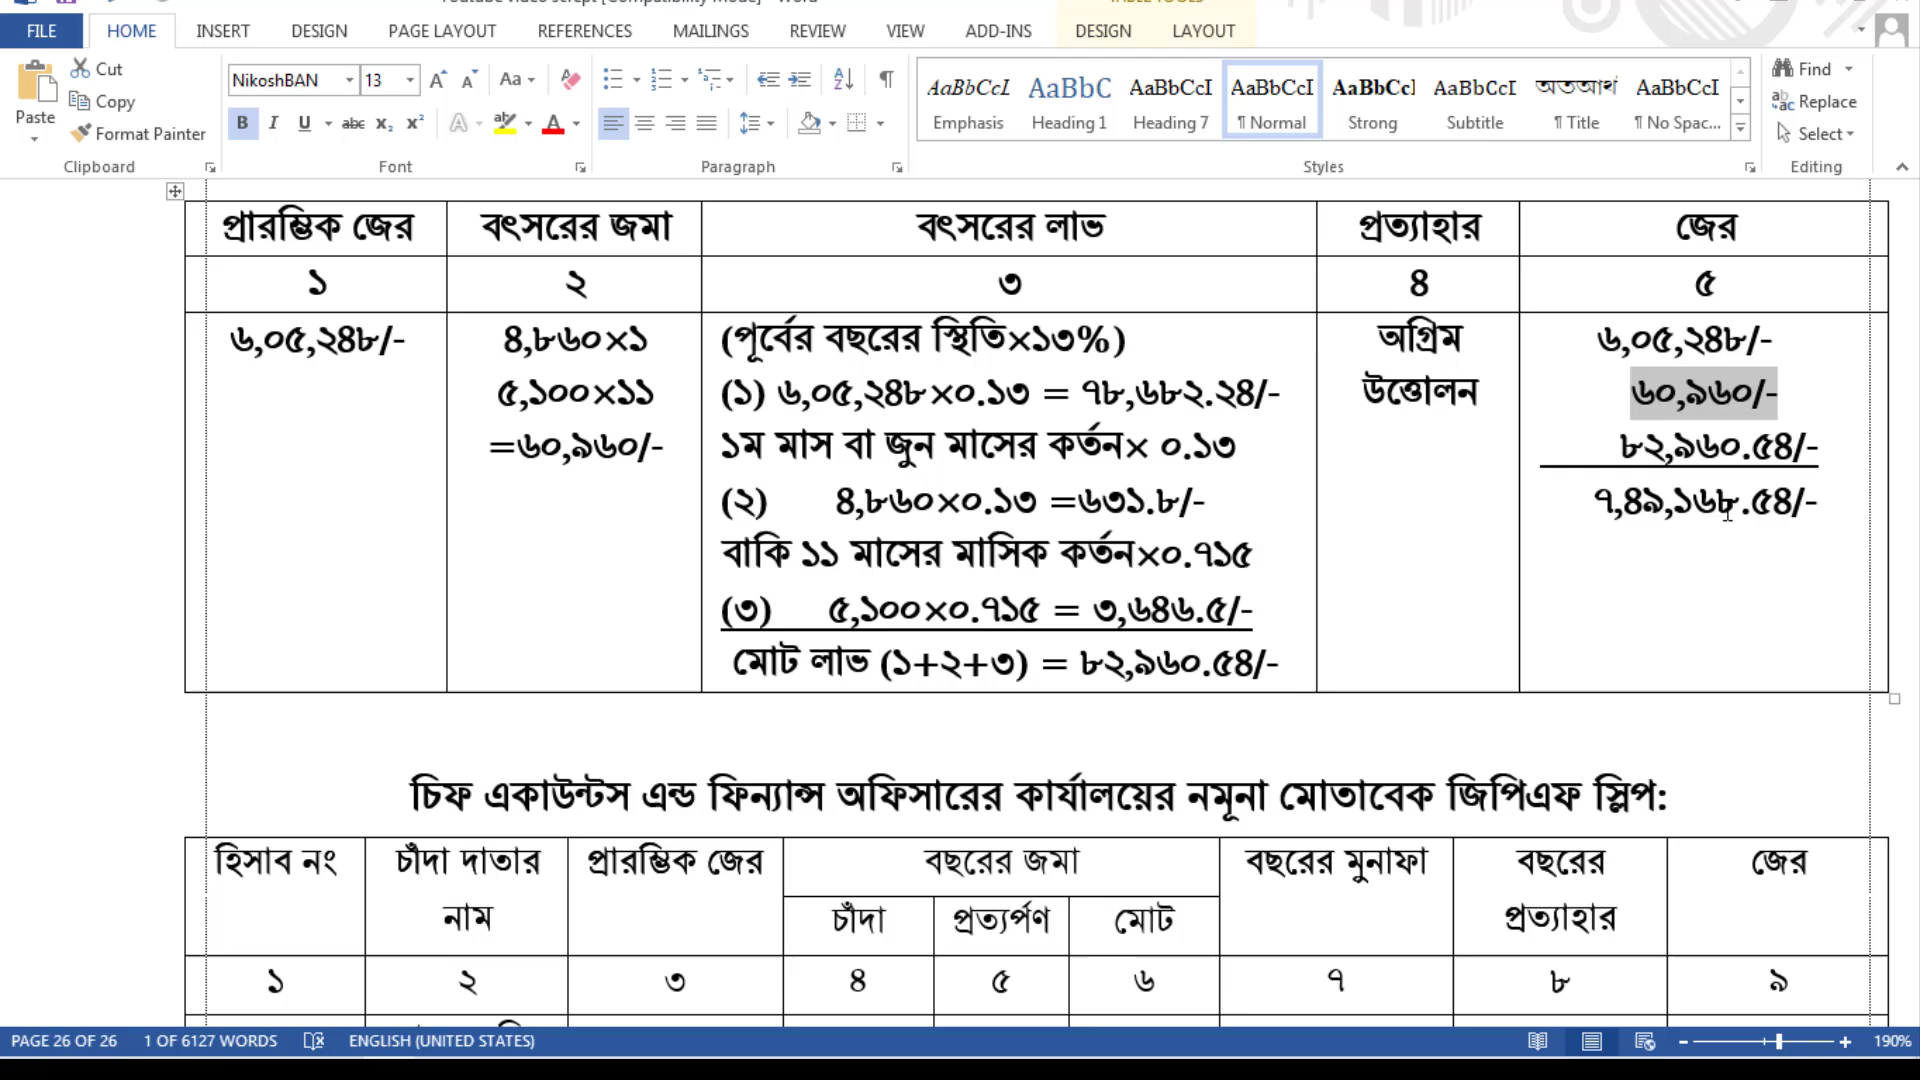 FILE HOME INSERT DESIGN PAGE LAYOUT REFERENCES MAILINGS REVIEW VIEW ADD-INS DESIGN LAYOUT
Paste Cut Copy Format Painter
NikoshBAN 13
AaBbCcI AaBbC AaBbCcI AaBbCcI AaBbCcI AaBbCcI অতআখ AaBbCcI
Emphasis Heading 1 Heading 7 ¶ Normal Strong Subtitle ¶ Title ¶ No Spac...
Find Replace Select
Clipboard Font Paragraph Styles Editing
প্রারম্ভিক জের বৎসরের জমা বৎসরের লাভ প্রত্যাহার জের
১ ২ ৩ ৪ ৫
৬,০৫,২৪৮/- ৪,৮৬০×১ (পূর্বের বছরের স্থিতি×১৩%) অগ্রিম ৬,০৫,২৪৮/-
৫,১০০×১১ (১) ৬,০৫,২৪৮×০.১৩ = ৭৮,৬৮২.২৪/- উত্তোলন ৬০,৯৬০/-
=৬০,৯৬০/- ১ম মাস বা জুন মাসের কর্তন× ০.১৩ ৮২,৯৬০.৫৪/-
(২) ৪,৮৬০×০.১৩ =৬৩১.৮/- ৭,৪৯,১৬৮.৫৪/-
বাকি ১১ মাসের মাসিক কর্তন×০.৭১৫
(৩) ৫,১০০×০.৭১৫ = ৩,৬৪৬.৫/-
মোট লাভ (১+২+৩) = ৮২,৯৬০.৫৪/-
চিফ একাউন্টস এন্ড ফিন্যান্স অফিসারের কার্যালয়ের নমূনা মোতাবেক জিপিএফ স্লিপ:
হিসাব নং চাঁদা দাতার নাম প্রারম্ভিক জের বছরের জমা বছরের মুনাফা বছরের প্রত্যাহার জের
চাঁদা প্রত্যর্পণ মোট
১ ২ ৩ ৪ ৫ ৬ ৭ ৮ ৯
PAGE 26 OF 26 1 OF 6127 WORDS ENGLISH (UNITED STATES) 190%